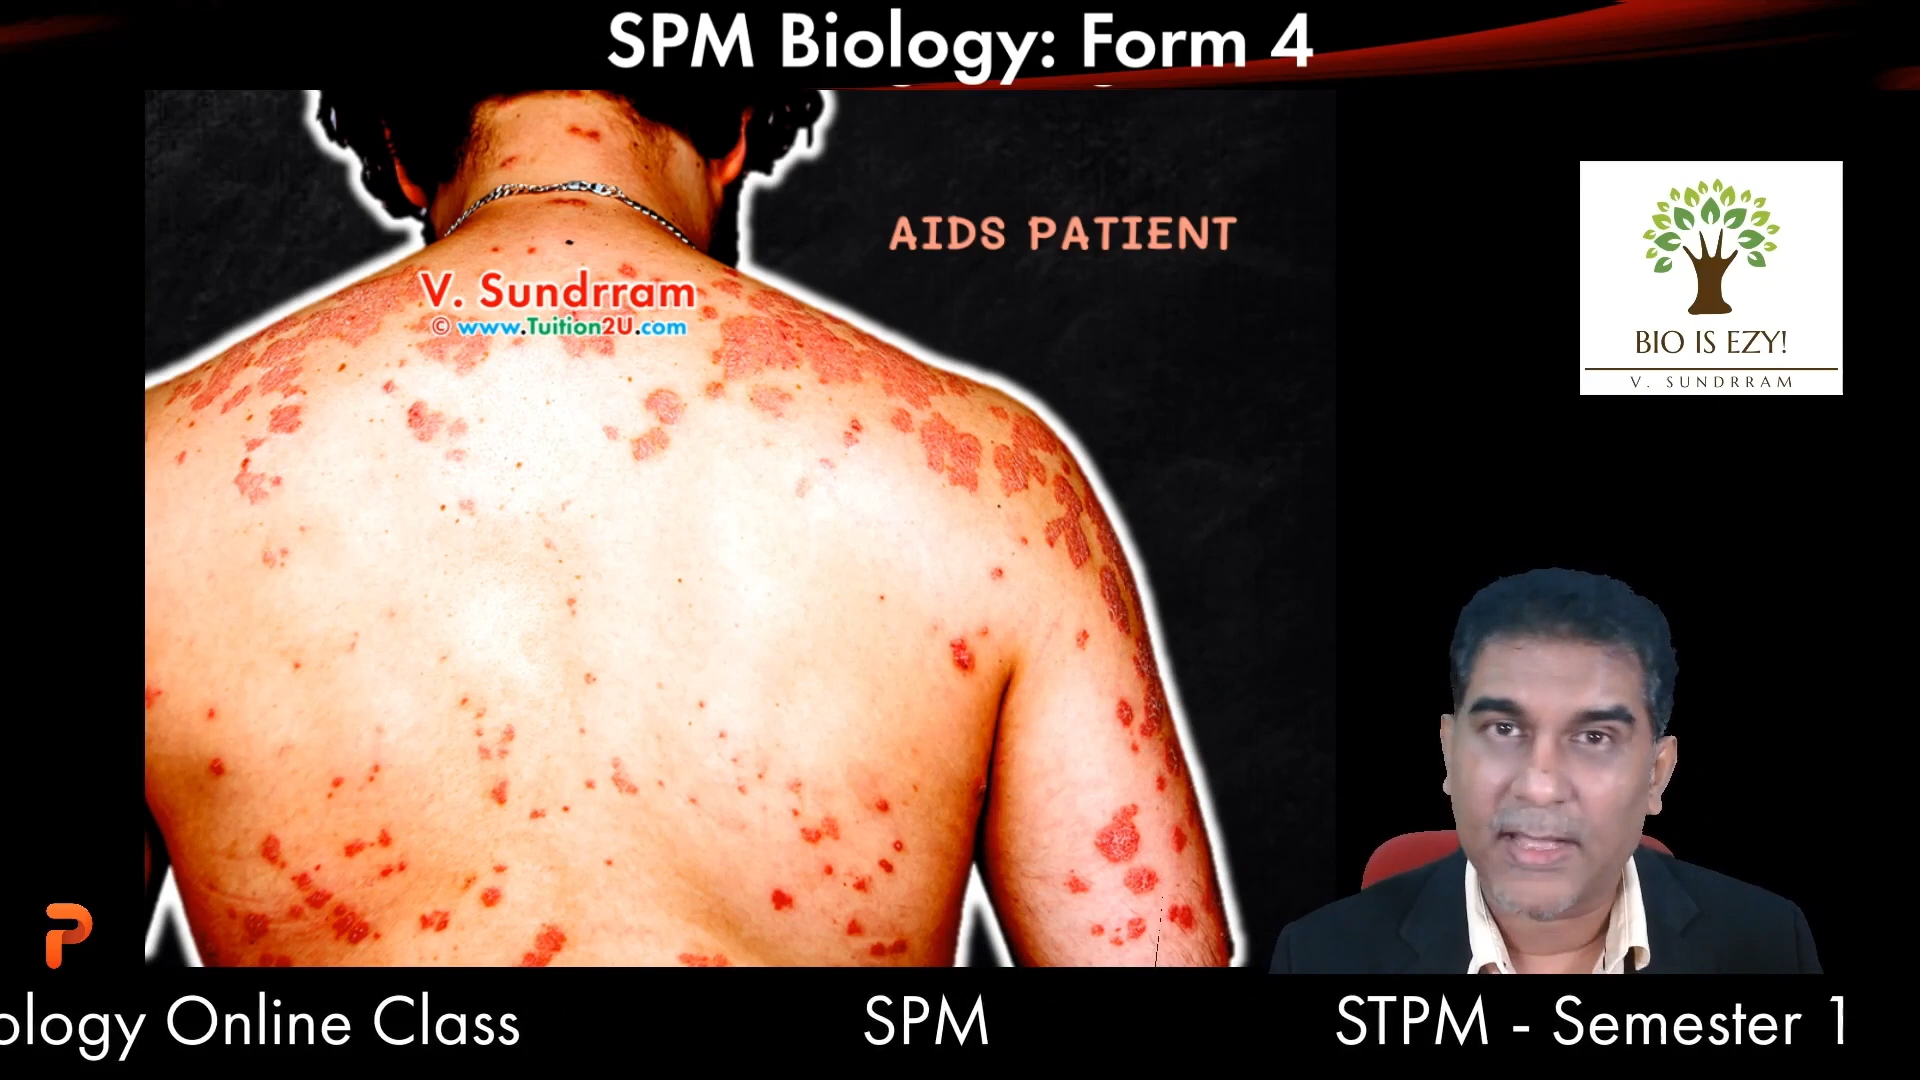 SPM Biology: Form 4
AIDS PATIENT
V. Sundrram
© www.Tuition2U.com
BIO IS EZY!
V. SUNDRRAM
ology Online Class
SPM
STPM - Semester 1